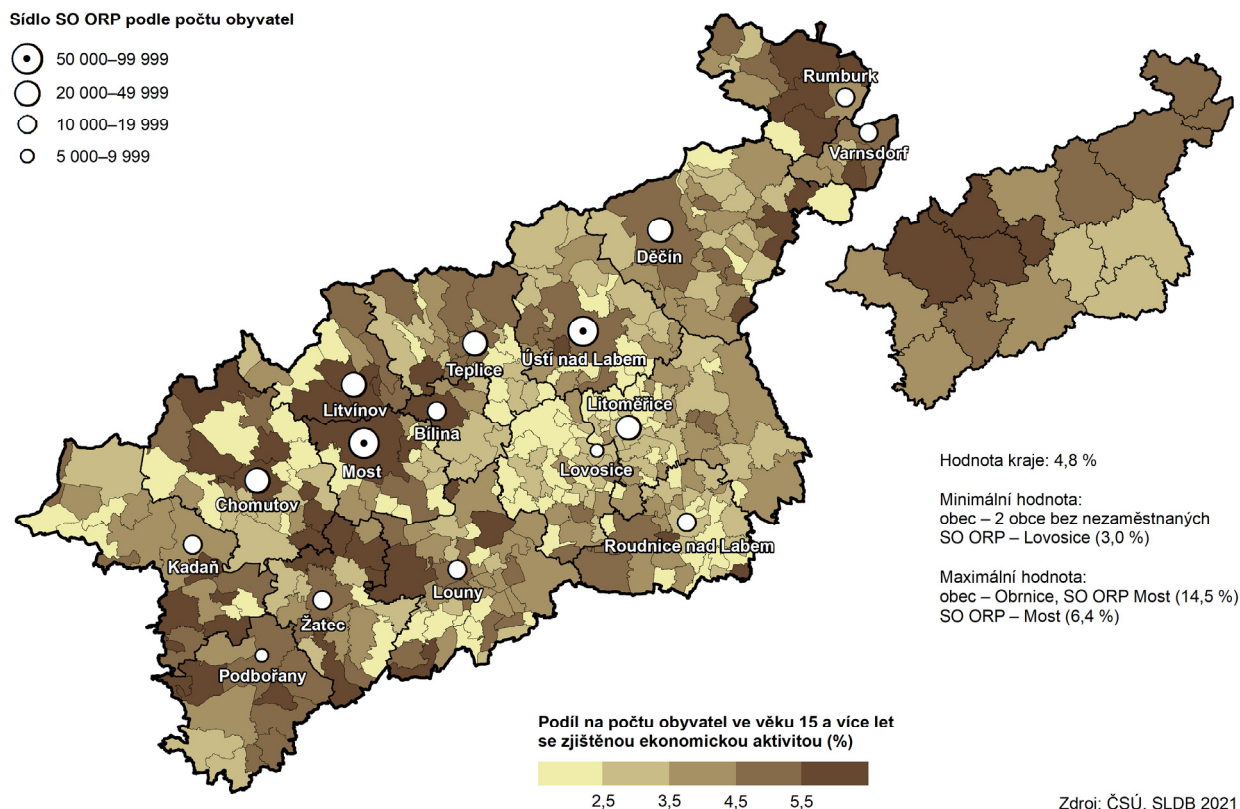 Sídlo SO ORP podle počtu obyvatel
50 000–99 999
20 000–49 999
10 000–19 999
5 000–9 999
Rumburk
Varnsdorf
Děčín
Ústí nad Labem
Teplice
Litoměřice
Litvínov
Bílina
Most
Lovosice
Chomutov
Roudnice nad Labem
Kadaň
Louny
Žatec
Podbořany
Hodnota kraje: 4,8 %
Minimální hodnota:
obec – 2 obce bez nezaměstnaných
SO ORP – Lovosice (3,0 %)
Maximální hodnota:
obec – Obrnice, SO ORP Most (14,5 %)
SO ORP – Most (6,4 %)
Podíl na počtu obyvatel ve věku 15 a více let
se zjištěnou ekonomickou aktivitou (%)
2,5 3,5 4,5 5,5
Zdroj: ČSÚ, SLDB 2021